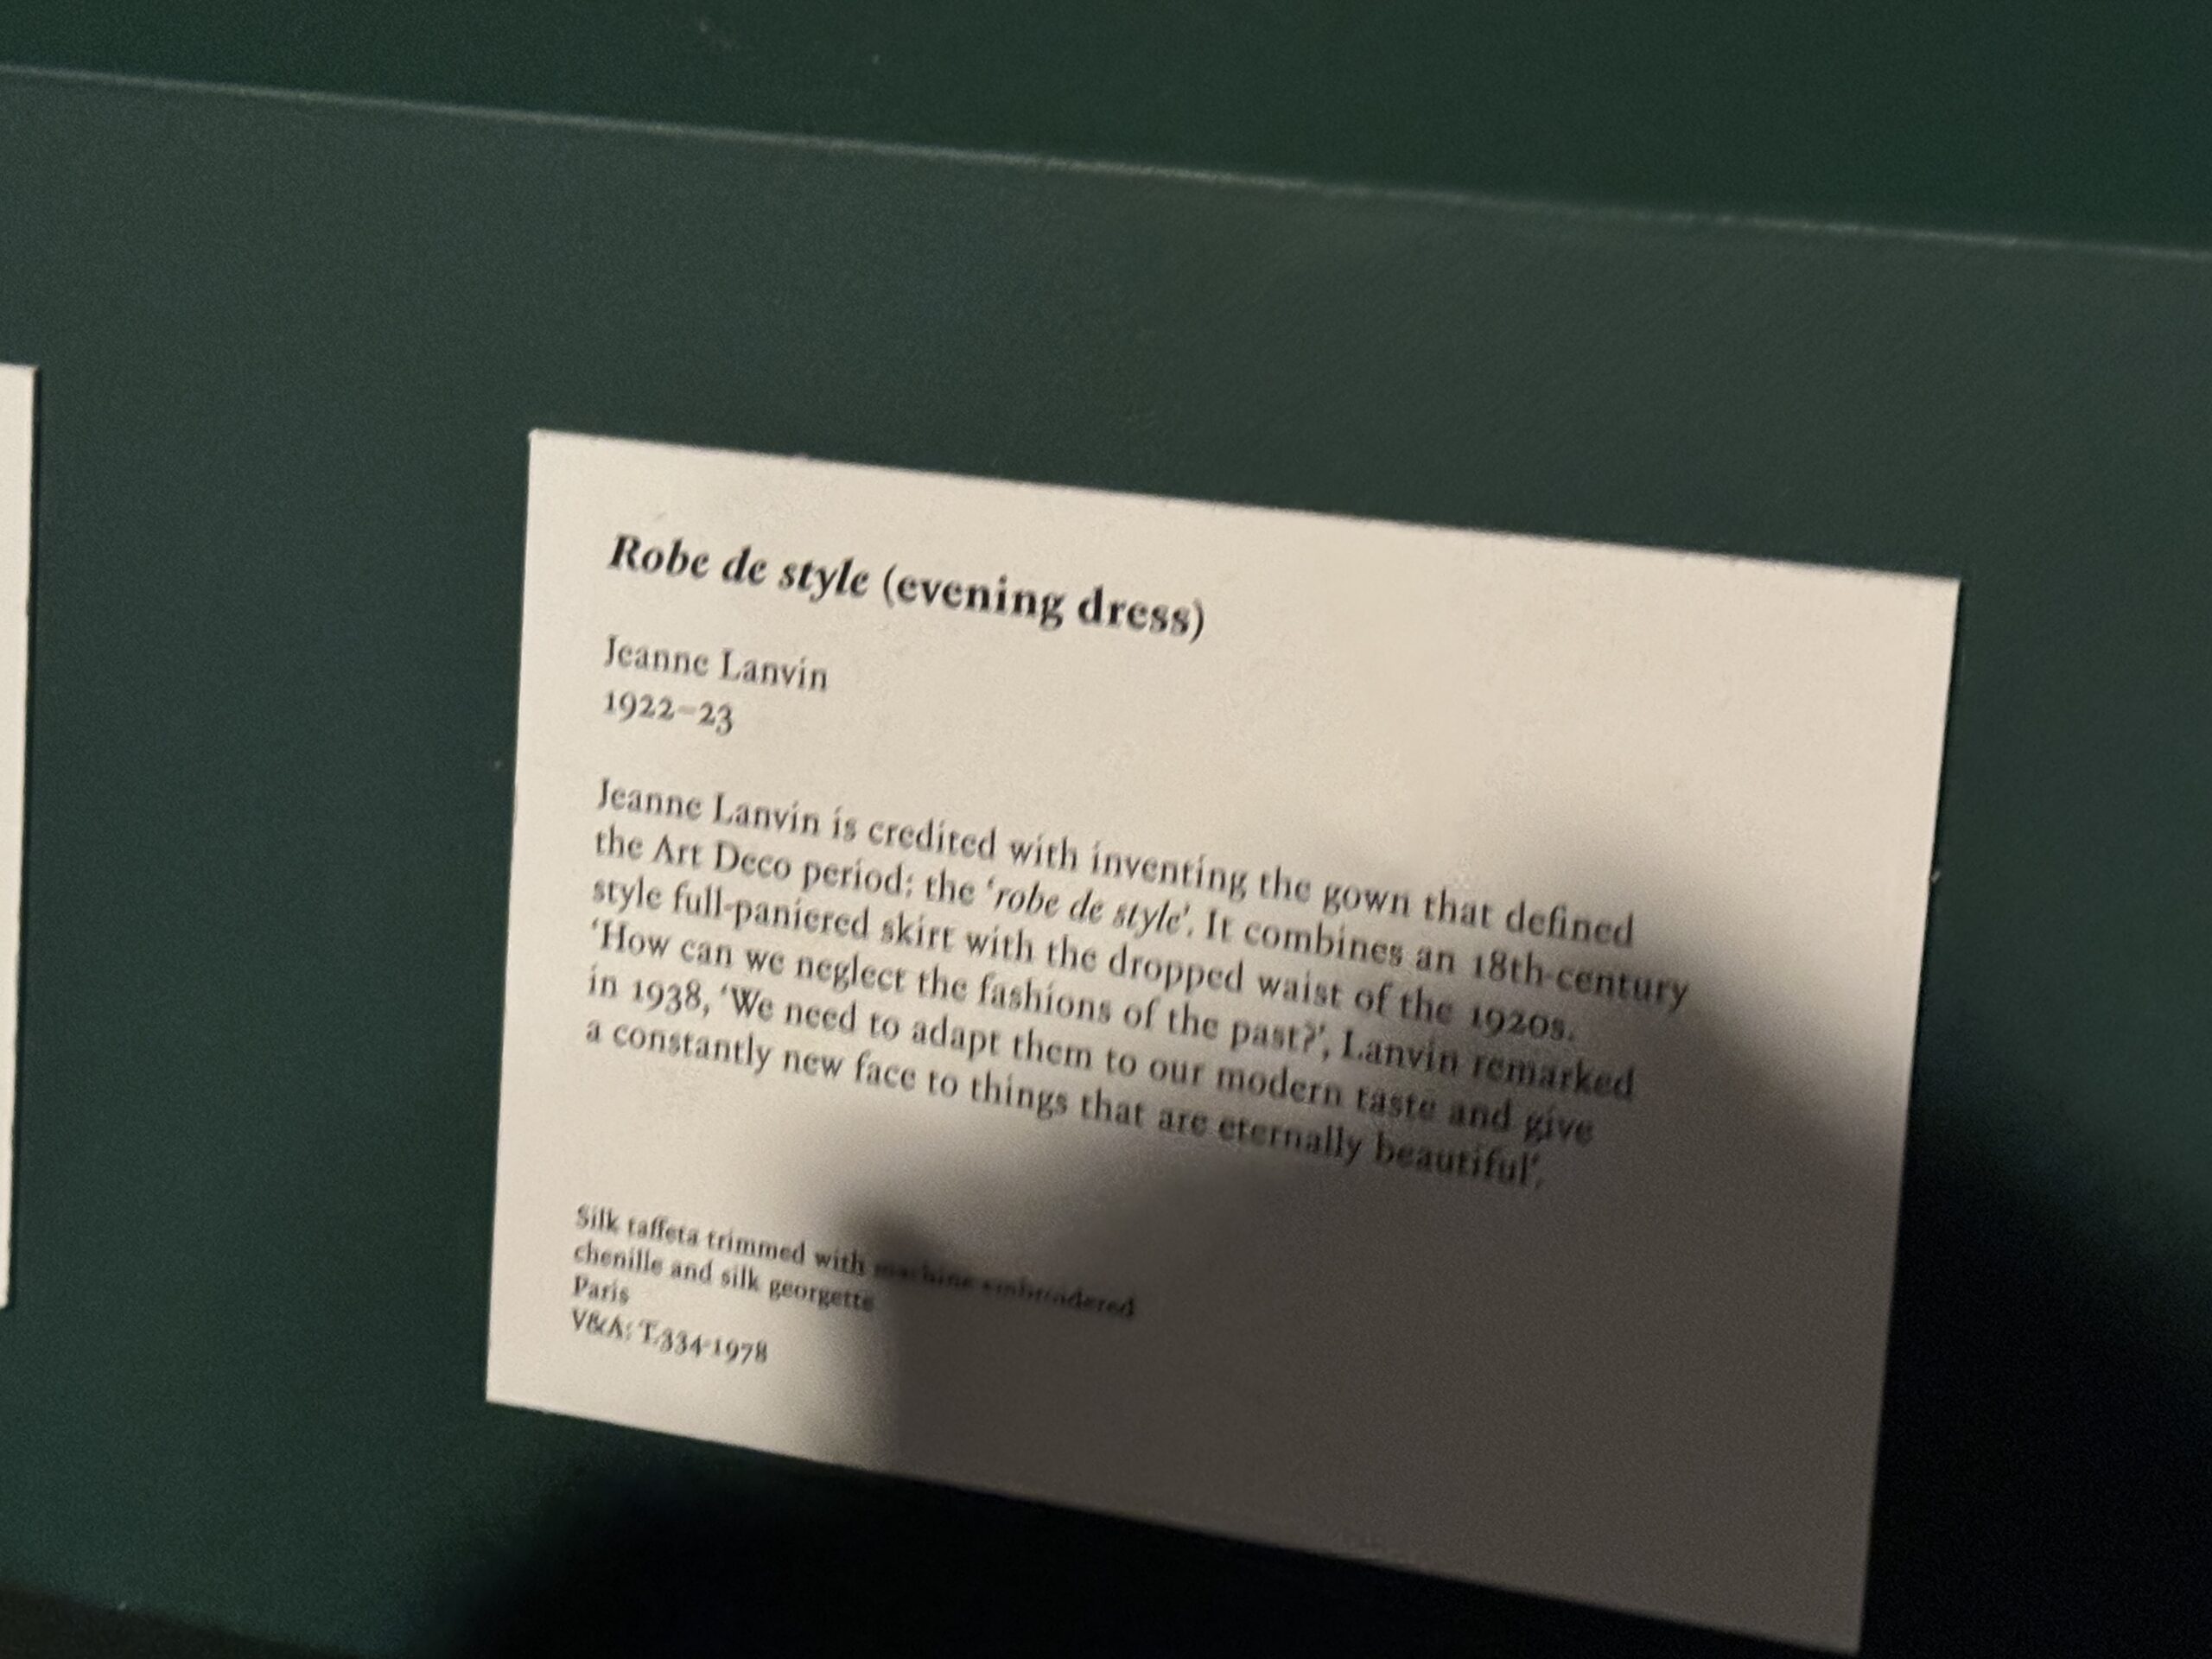 Robe de style (evening dress)
Jeanne Lanvin
1922–23
Jeanne Lanvin is credited with inventing the gown that defined
the Art Deco period: the ‘robe de style’. It combines an 18th-century
style full-paniered skirt with the dropped waist of the 1920s.
‘How can we neglect the fashions of the past?’, Lanvin remarked
in 1938, ‘We need to adapt them to our modern taste and give
a constantly new face to things that are eternally beautiful’.
Silk taffeta trimmed with machine embroidered
chenille and silk georgette
Paris
V&A: T.334-1978